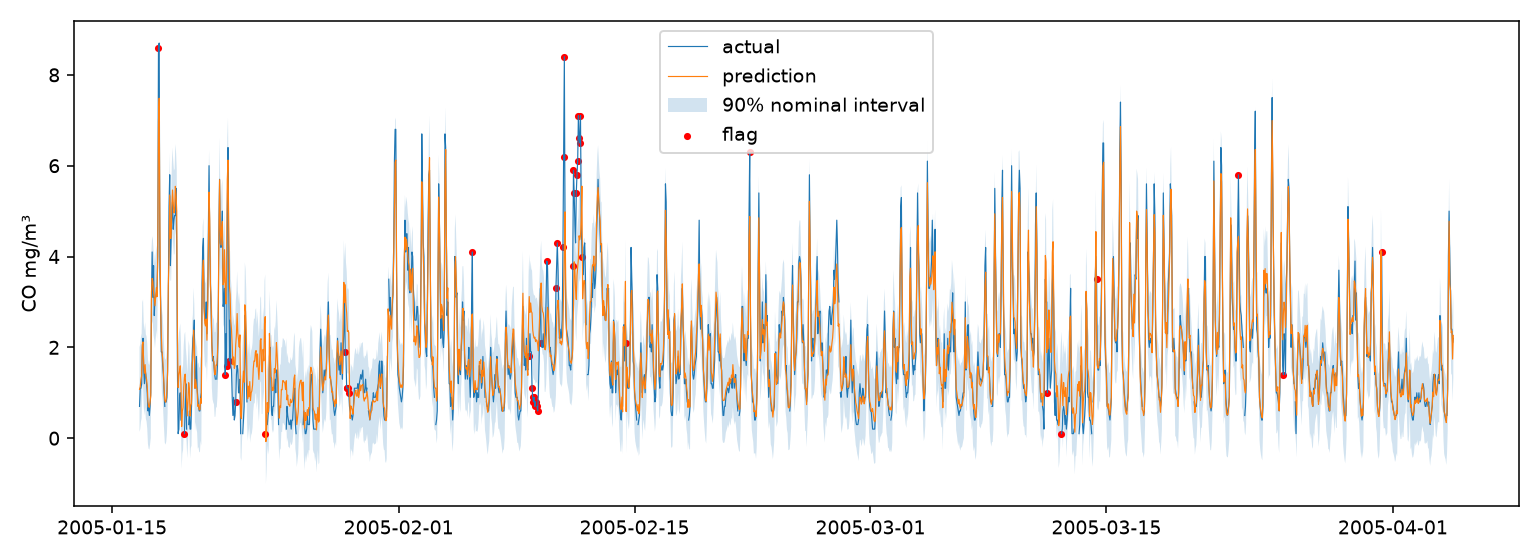 actual
prediction
90% nominal interval
flag
CO mg/m³
8
6
4
2
0
2005-01-15
2005-02-01
2005-02-15
2005-03-01
2005-03-15
2005-04-01